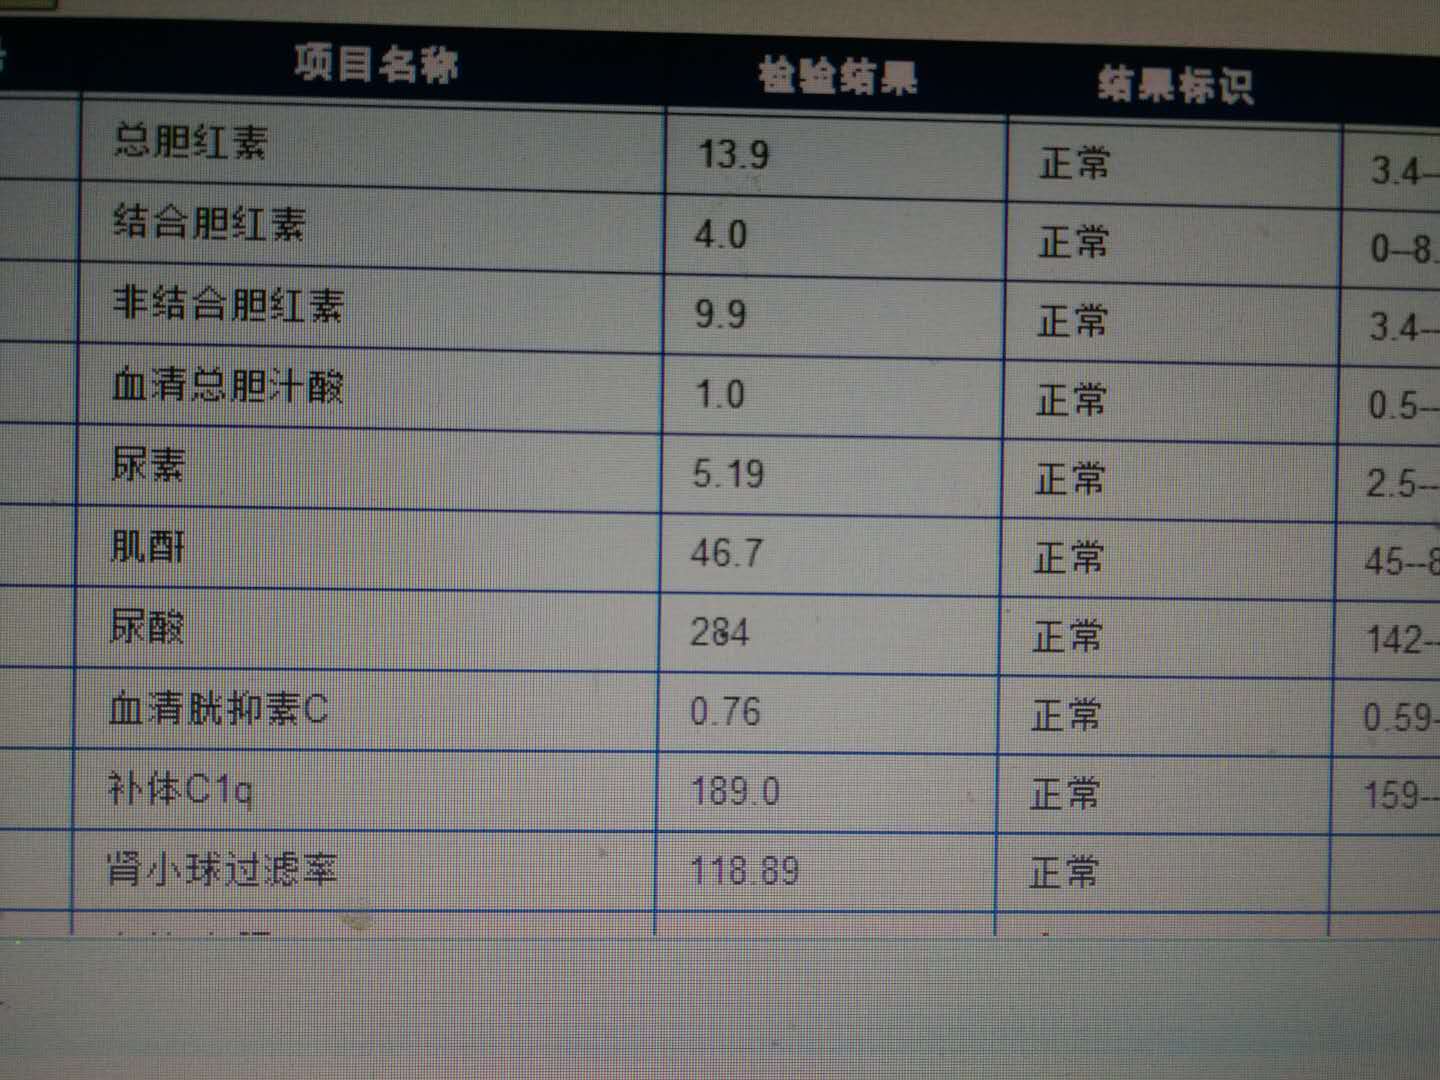 项目名称 检验结果 结果标识
总胆红素 13.9 正常 3.4--
结合胆红素 4.0 正常 0--8.
非结合胆红素 9.9 正常 3.4--
血清总胆汁酸 1.0 正常 0.5--
尿素 5.19 正常 2.5--
肌酐 46.7 正常 45--8
尿酸 284 正常 142--
血清胱抑素C 0.76 正常 0.59-
补体C1q 189.0 正常 159--
肾小球过滤率 118.89 正常